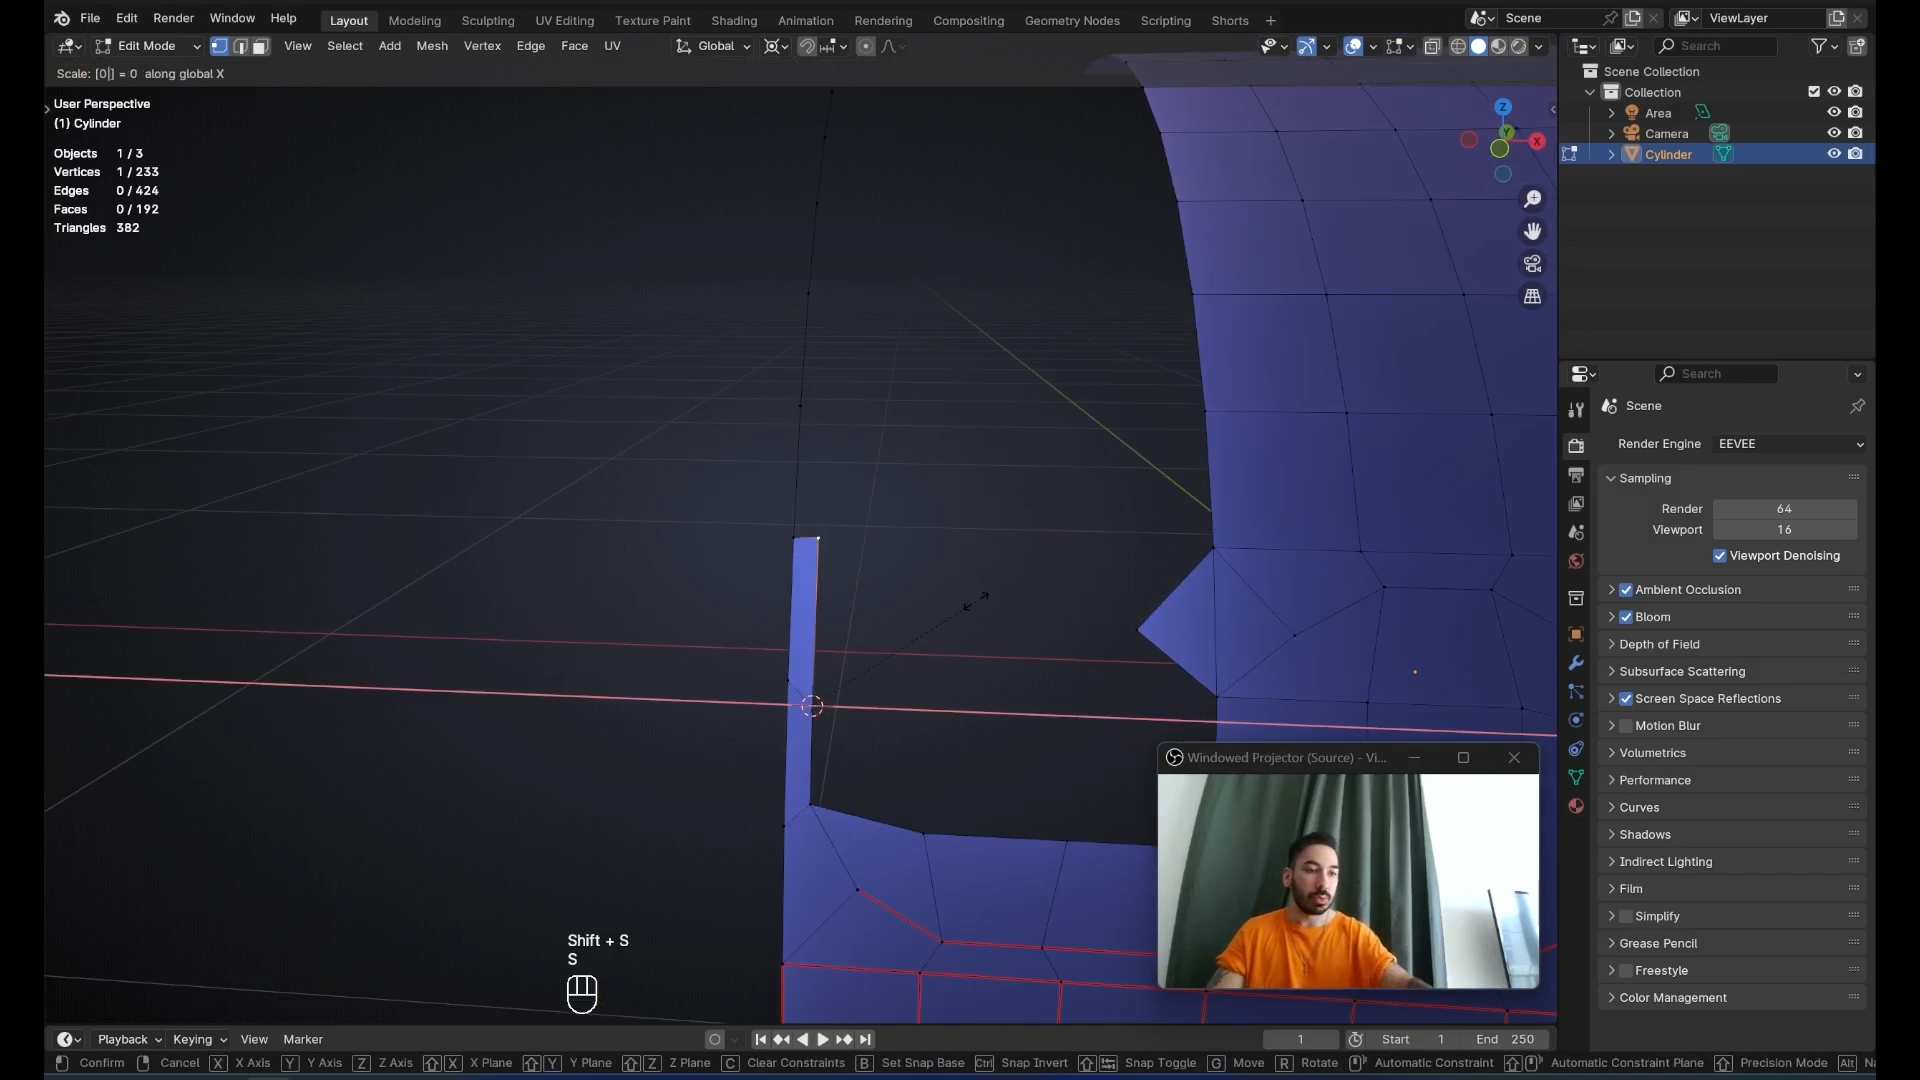 File Edit Render Window Help Layout Modeling Sculpting UV Editing Texture Paint Shading Animation Rendering Compositing Geometry Nodes Scripting Shorts Scene ViewLayer
Edit Mode View Select Add Mesh Vertex Edge Face UV Global Search
Scale: [0|] = 0 along global X
Scene Collection
Collection
Area
Camera
Cylinder
User Perspective
(1) Cylinder
Objects 1 / 3
Vertices 1 / 233
Edges 0 / 424
Faces 0 / 192
Triangles 382
Z
Y
X
Search
Scene
Render Engine EEVEE
Sampling
Render 64
Viewport 16
Viewport Denoising
Ambient Occlusion
Bloom
Depth of Field
Subsurface Scattering
Screen Space Reflections
Motion Blur
Volumetrics
Performance
Curves
Shadows
Indirect Lighting
Film
Simplify
Grease Pencil
Freestyle
Color Management
Windowed Projector (Source) - Vi...
Shift + S
S
Playback Keying View Marker 1 Start 1 End 250
Confirm Cancel X X Axis Y Y Axis Z Z Axis X X Plane Y Y Plane Z Z Plane C Clear Constraints B Set Snap Base Ctrl Snap Invert Snap Toggle G Move R Rotate Automatic Constraint Automatic Constraint Plane Precision Mode Alt